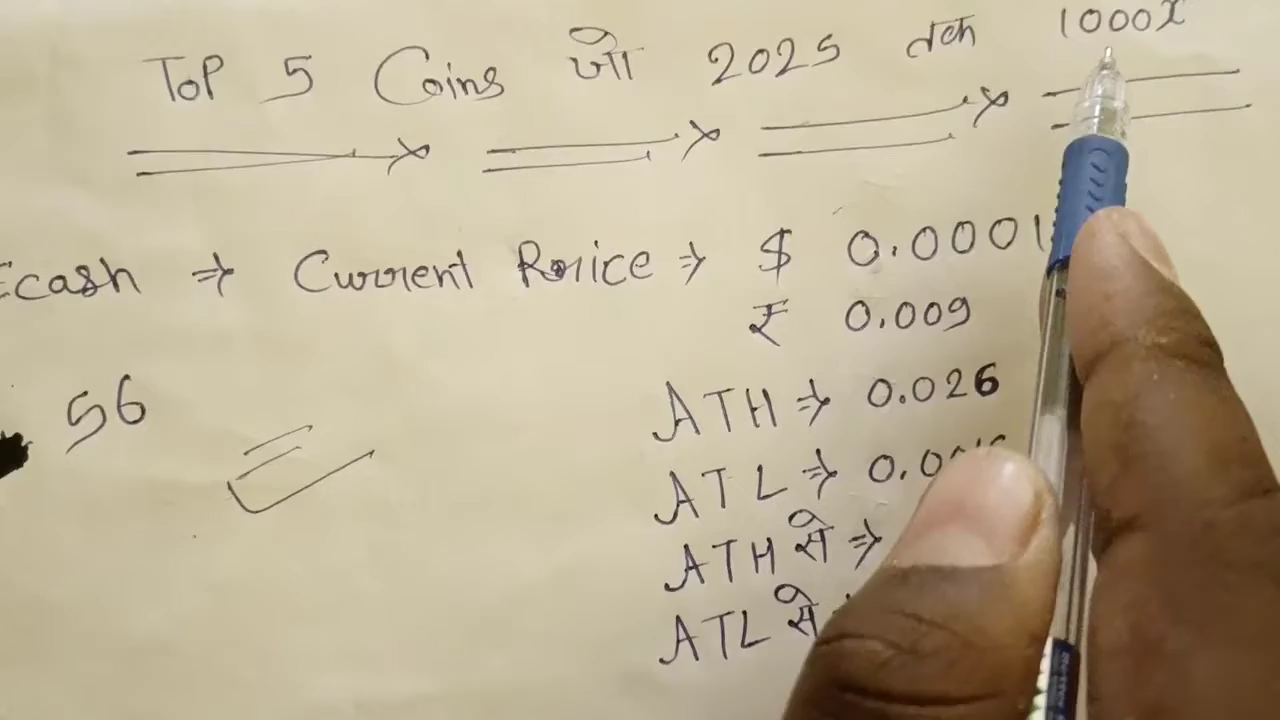 Top 5 Coins जो 2025 तक 1000X
Ecash ⇒ Current Price ⇒ $ 0.0001
₹ 0.009
56
ATH ⇒ 0.026
ATL ⇒
ATH से ⇒
ATL से